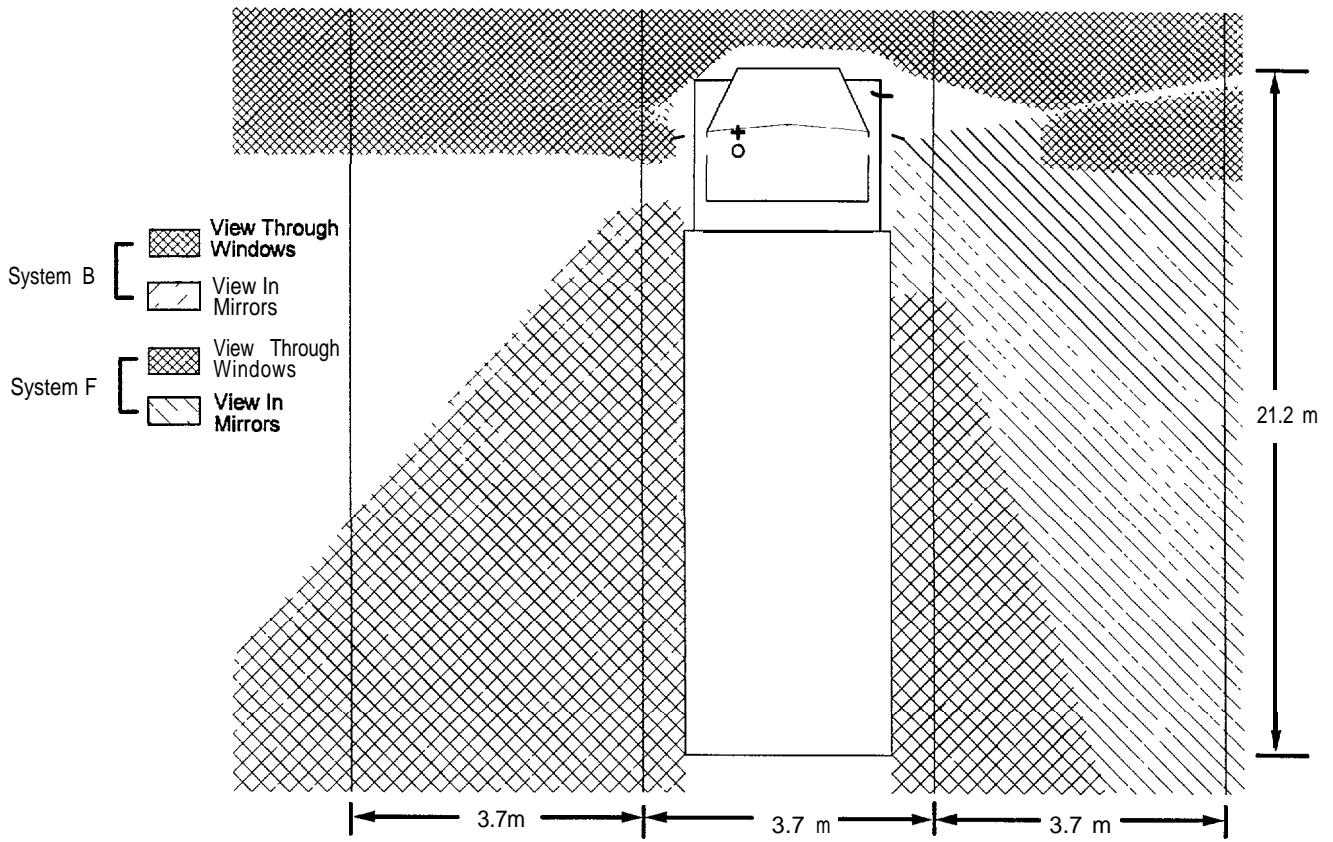 View Through
Windows
System B
View In
Mirrors
View Through
Windows
System F
View In
Mirrors
21.2 m
3.7m
3.7 m
3.7 m